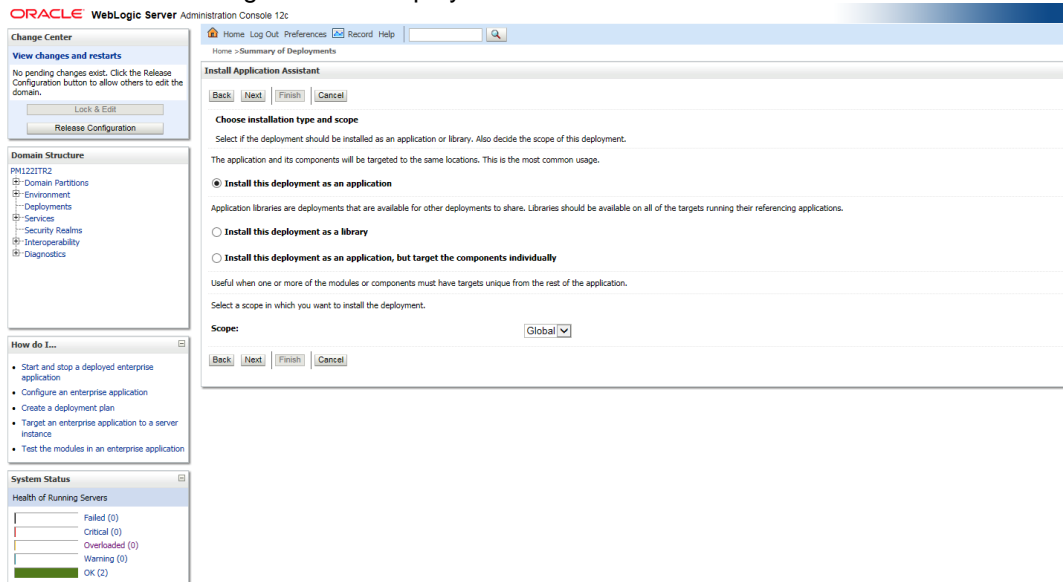 ORACLE WebLogic Server Administration Console 12c
Change Center
View changes and restarts
No pending changes exist. Click the Release
Configuration button to allow others to edit the
domain.
Lock & Edit
Release Configuration
Domain Structure
PM122ITR2
Domain Partitions
Environment
Deployments
Services
Security Realms
Interoperability
Diagnostics
How do I...
Start and stop a deployed enterprise
application
Configure an enterprise application
Create a deployment plan
Target an enterprise application to a server
instance
Test the modules in an enterprise application
System Status
Health of Running Servers
Failed (0)
Critical (0)
Overloaded (0)
Warning (0)
OK (2)
Home Log Out Preferences Record Help
Home >Summary of Deployments
Install Application Assistant
Back Next Finish Cancel
Choose installation type and scope
Select if the deployment should be installed as an application or library. Also decide the scope of this deployment.
The application and its components will be targeted to the same locations. This is the most common usage.
Install this deployment as an application
Application libraries are deployments that are available for other deployments to share. Libraries should be available on all of the targets running their referencing applications.
Install this deployment as a library
Install this deployment as an application, but target the components individually
Useful when one or more of the modules or components must have targets unique from the rest of the application.
Select a scope in which you want to install the deployment.
Scope: Global
Back Next Finish Cancel